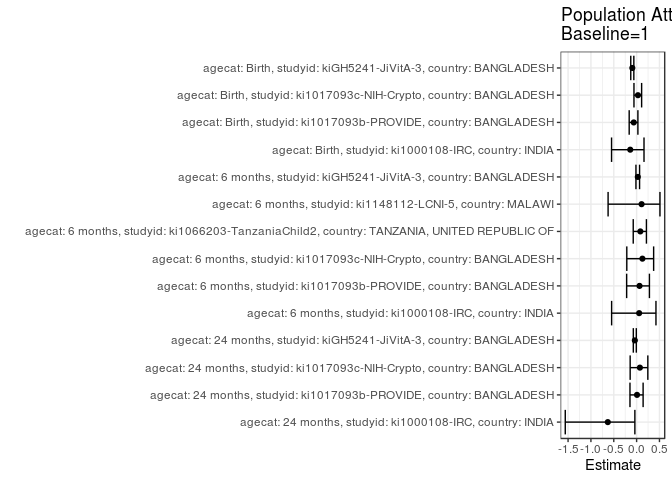 Population Att
Baseline=1
agecat: Birth, studyid: kiGH5241-JiVitA-3, country: BANGLADESH
agecat: Birth, studyid: ki1017093c-NIH-Crypto, country: BANGLADESH
agecat: Birth, studyid: ki1017093b-PROVIDE, country: BANGLADESH
agecat: Birth, studyid: ki1000108-IRC, country: INDIA
agecat: 6 months, studyid: kiGH5241-JiVitA-3, country: BANGLADESH
agecat: 6 months, studyid: ki1148112-LCNI-5, country: MALAWI
agecat: 6 months, studyid: ki1066203-TanzaniaChild2, country: TANZANIA, UNITED REPUBLIC OF
agecat: 6 months, studyid: ki1017093c-NIH-Crypto, country: BANGLADESH
agecat: 6 months, studyid: ki1017093b-PROVIDE, country: BANGLADESH
agecat: 6 months, studyid: ki1000108-IRC, country: INDIA
agecat: 24 months, studyid: kiGH5241-JiVitA-3, country: BANGLADESH
agecat: 24 months, studyid: ki1017093c-NIH-Crypto, country: BANGLADESH
agecat: 24 months, studyid: ki1017093b-PROVIDE, country: BANGLADESH
agecat: 24 months, studyid: ki1000108-IRC, country: INDIA
-1.5 -1.0 -0.5 0.0 0.5
Estimate